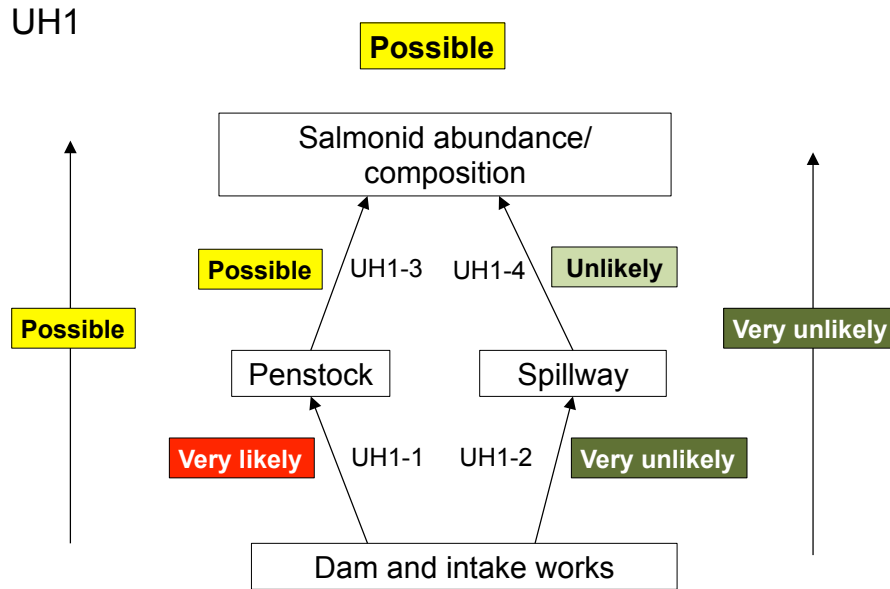 UH1
Possible
Salmonid abundance/
composition
Possible
UH1-3
UH1-4
Unlikely
Possible
Very unlikely
Penstock
Spillway
Very likely
UH1-1
UH1-2
Very unlikely
Dam and intake works